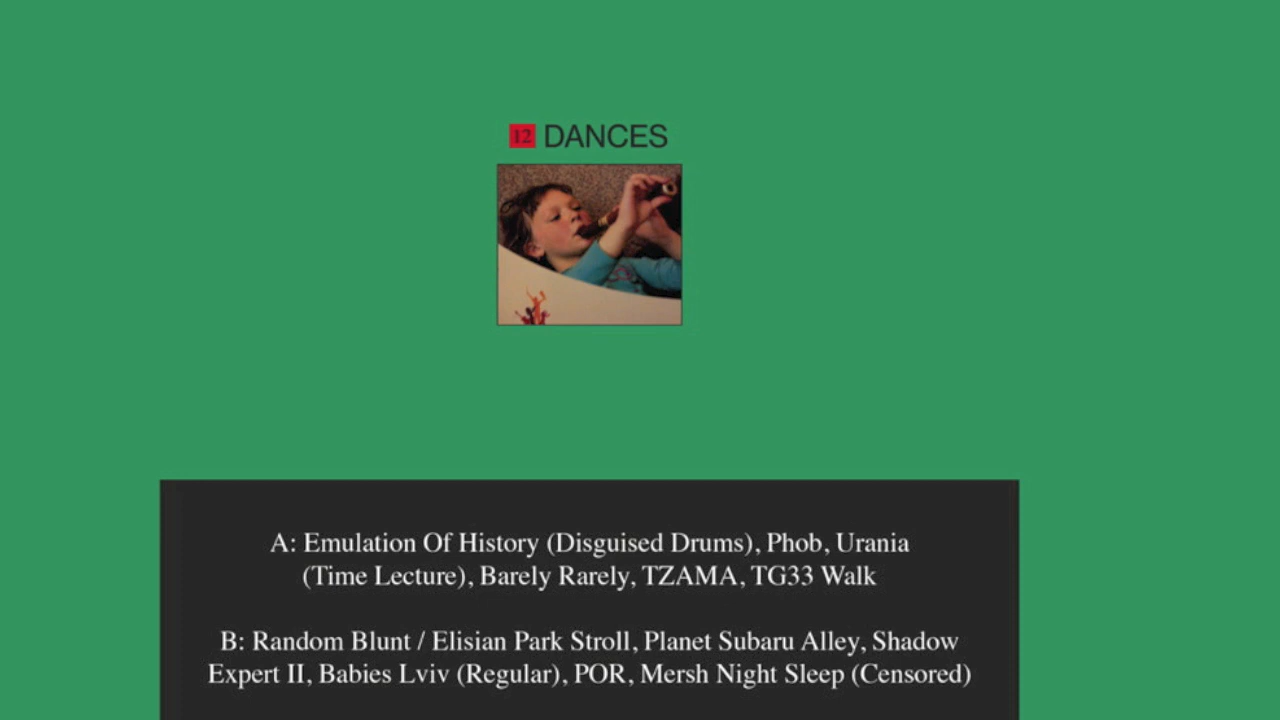 12 DANCES
A: Emulation Of History (Disguised Drums), Phob, Urania
(Time Lecture), Barely Rarely, TZAMA, TG33 Walk
B: Random Blunt / Elisian Park Stroll, Planet Subaru Alley, Shadow
Expert II, Babies Lviv (Regular), POR, Mersh Night Sleep (Censored)